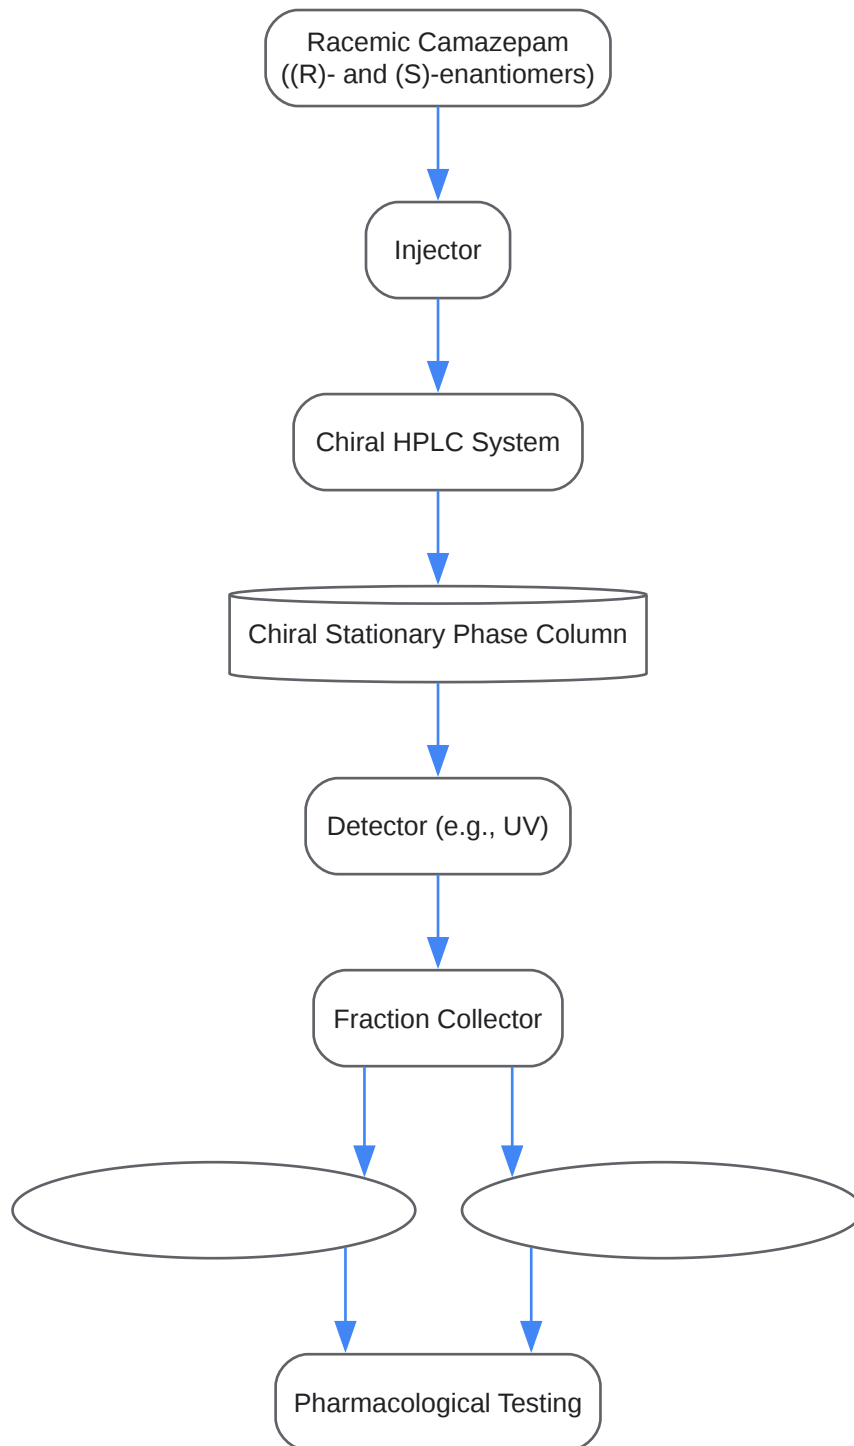 Racemic Camazepam
((R)- and (S)-enantiomers)
Injector
Chiral HPLC System
Chiral Stationary Phase Column
Detector (e.g., UV)
Fraction Collector
Pharmacological Testing